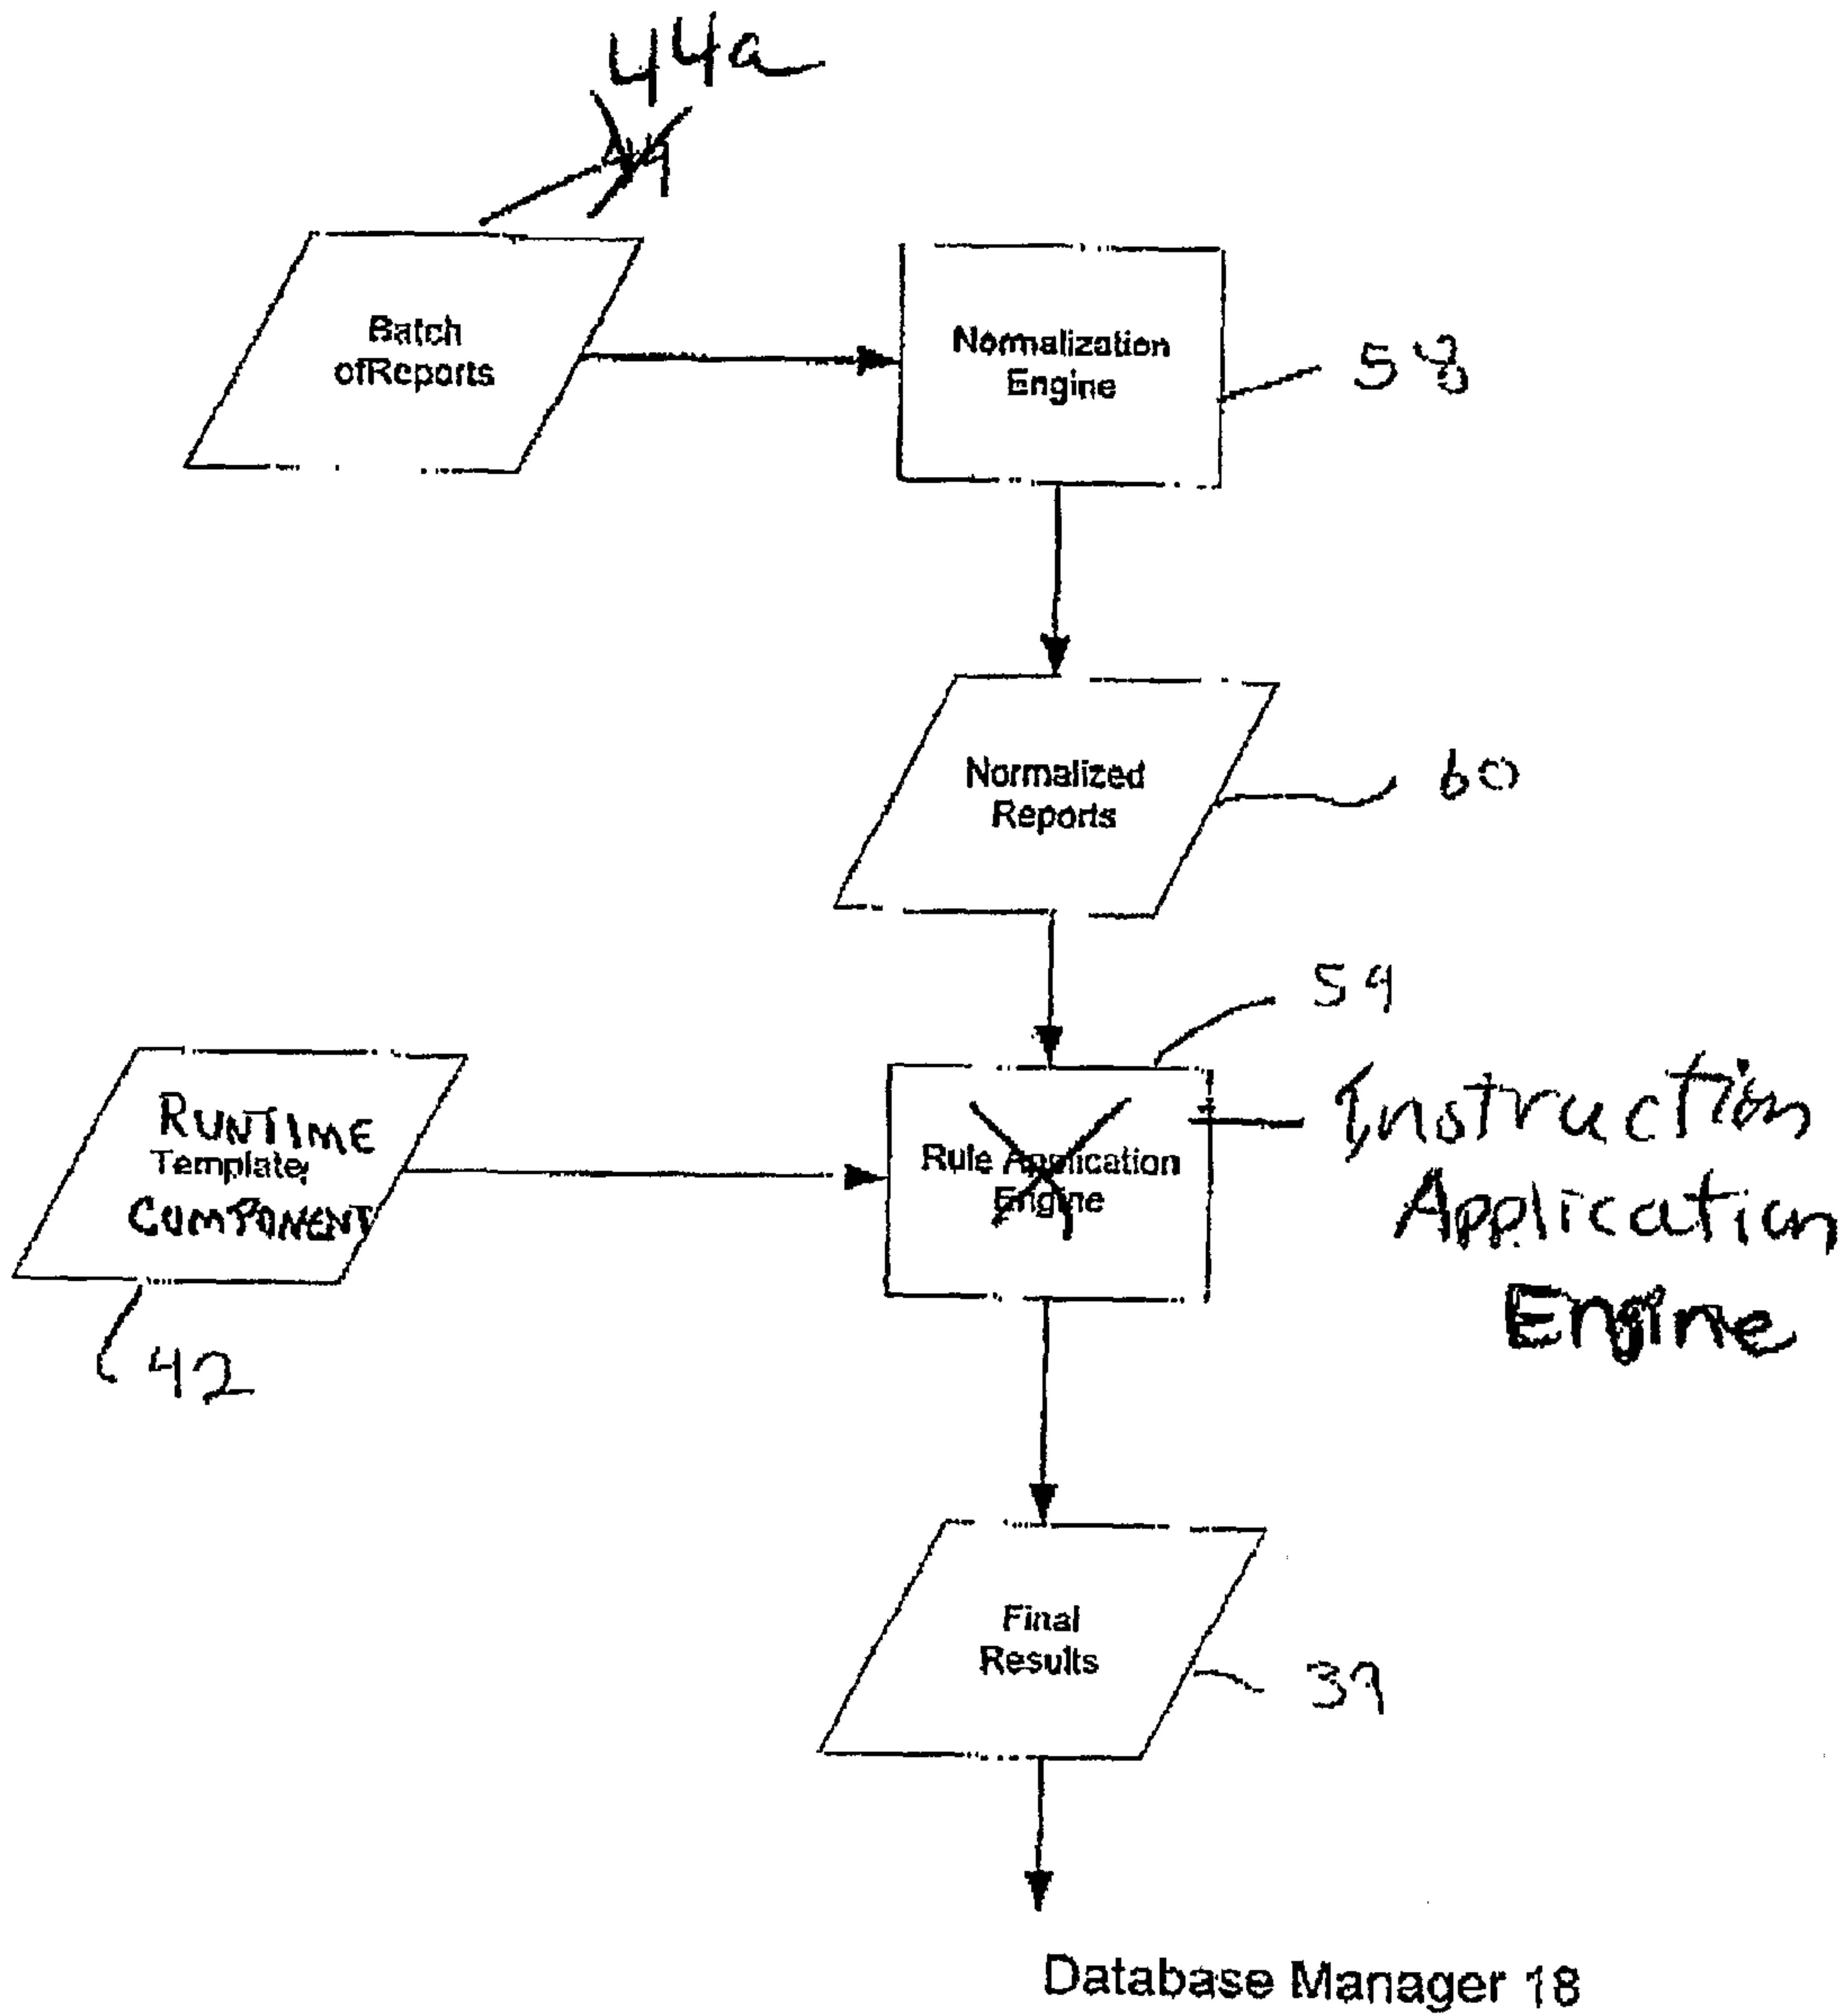 44a
44
Batch
ofReports
Normalization
Engine
58
Normalized
Reports
60
59
RUNTIME
Template
COMPONENT
42
Rule Application
Engine
Instruction
Application
Engine
Final
Results
39
Database Manager 18